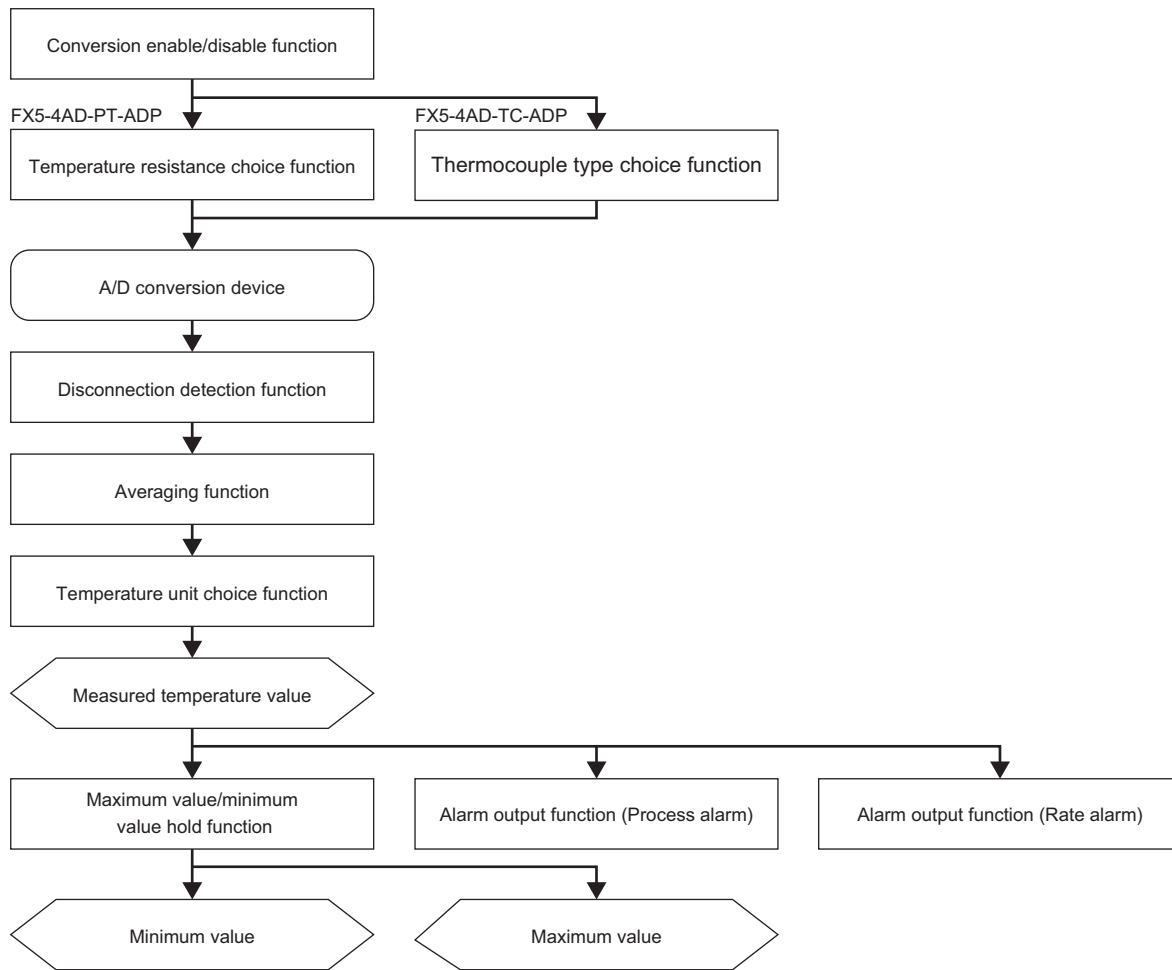 Conversion enable/disable function
FX5-4AD-PT-ADP
FX5-4AD-TC-ADP
Temperature resistance choice function
Thermocouple type choice function
A/D conversion device
Disconnection detection function
Averaging function
Temperature unit choice function
Measured temperature value
Maximum value/minimum
value hold function
Alarm output function (Process alarm)
Alarm output function (Rate alarm)
Minimum value
Maximum value